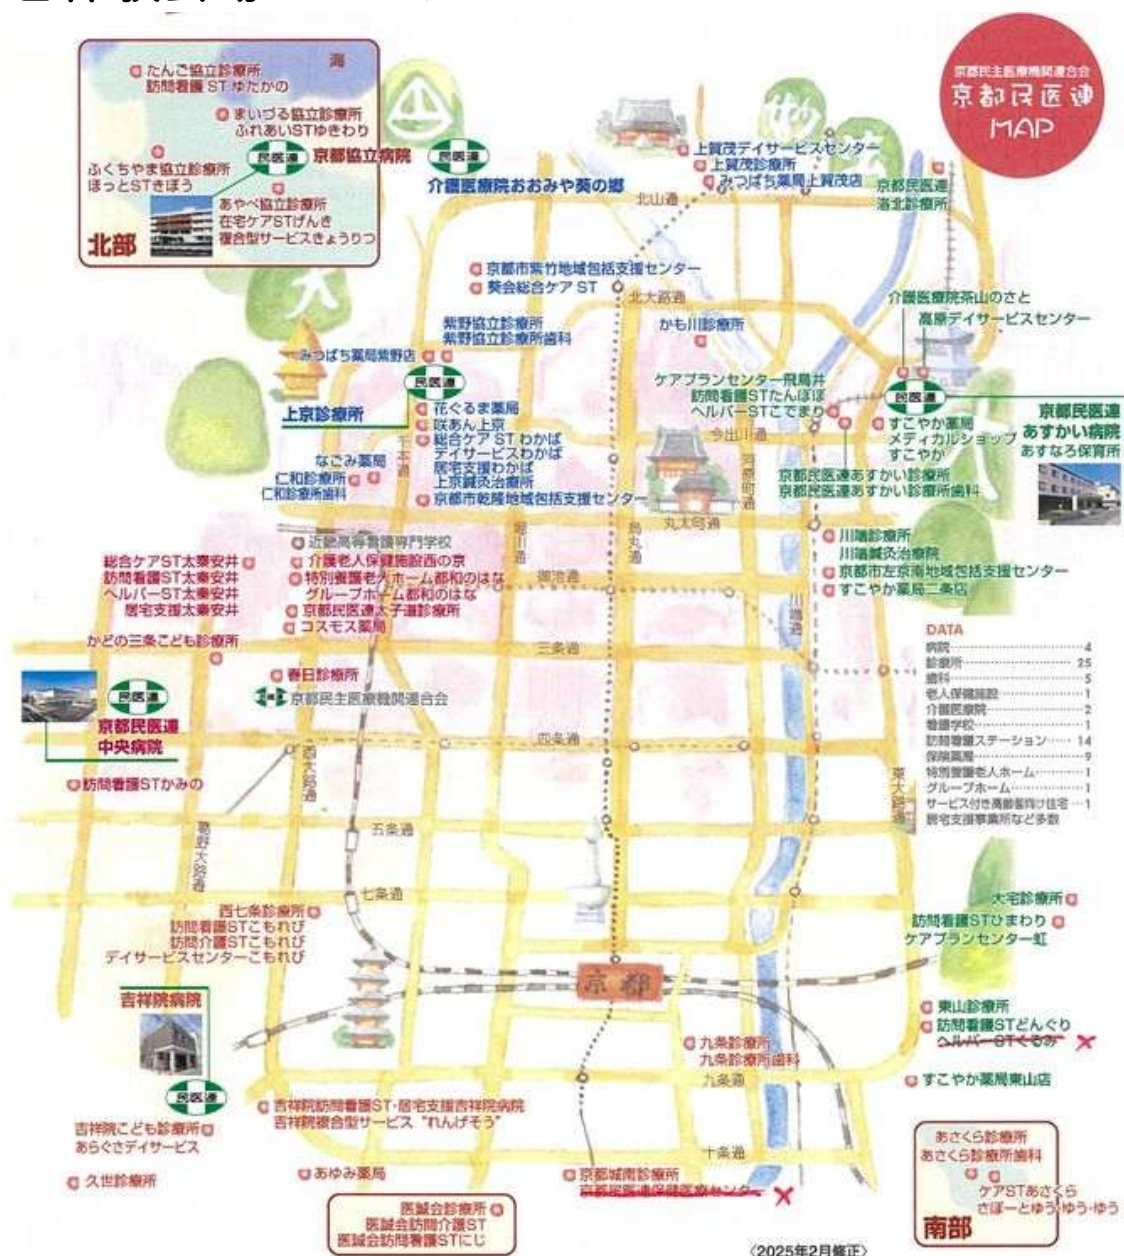 京都民主医療機関連合会
京都民医連
MAP
海
たんご協立診療所
訪問看護 ST ゆたかの
まいづる協立診療所
ふれあいSTゆきわり
民医連
京都協立病院
ふくちやま協立診療所
ほっとSTきぼう
あやべ協立診療所
在宅ケアSTげんき
複合型サービスきょうりつ
北部
民医連
介護医療院おおみや葵の郷
妙
法
上賀茂デイサービスセンター
上賀茂診療所
みつばち薬局上賀茂店
京都民医連
洛北診療所
北山通
大
京都市紫竹地域包括支援センター
葵会総合ケア ST
北大路通
介護医療院茶山のさと
高原デイサービスセンター
紫野協立診療所
紫野協立診療所歯科
かも川診療所
みつばち薬局紫野店
民医連
上京診療所
花ぐるま薬局
咲あん上京
総合ケア ST わかば
デイサービスわかば
居宅支援わかば
上京鍼灸治療所
京都市乾隆地域包括支援センター
千本通
なごみ薬局
仁和診療所
仁和診療所歯科
ケアプランセンター飛鳥井
訪問看護STたんぽぽ
ヘルパーSTこでまり
民医連
京都民医連
あすかい病院
あすなろ保育所
すこやか薬局
メディカルショップ
すこやか
今出川通
京都民医連あすかい診療所
京都民医連あすかい診療所歯科
河原町通
丸太町通
堀川通
烏丸通
近畿高等看護専門学校
介護老人保健施設西の京
特別養護老人ホーム都和のはな
グループホーム都和のはな
京都民医連太子道診療所
コスモス薬局
御池通
総合ケアST太秦安井
訪問看護ST太秦安井
ヘルパーST太秦安井
居宅支援太秦安井
川端診療所
川端鍼灸治療院
京都市左京南地域包括支援センター
すこやか薬局二条店
川端通
かどの三条こども診療所
三条通
春日診療所
京都民主医療機関連合会
民医連
京都民医連
中央病院
四条通
西大路通
訪問看護STかみの
DATA
病院 4
診療所 25
歯科 5
老人保健施設 1
介護医療院 2
看護学校 1
訪問看護ステーション 14
保険薬局 9
特別養護老人ホーム 1
グループホーム 1
サービス付き高齢者向け住宅 1
居宅支援事業所など多数
東大路通
葛野大路通
五条通
七条通
西七条診療所
訪問看護STこもれび
訪問介護STこもれび
デイサービスセンターこもれび
大宅診療所
訪問看護STひまわり
ケアプランセンター虹
京都
吉祥院病院
民医連
東山診療所
訪問看護STどんぐり
ヘルパーSTくるみ
すこやか薬局東山店
九条診療所
九条診療所歯科
九条通
吉祥院訪問看護ST・居宅支援吉祥院病院
吉祥院複合型サービス “れんげそう”
吉祥院こども診療所
あらぐさデイサービス
久世診療所
あゆみ薬局
十条通
京都城南診療所
京都民医連保健医療センター
医誠会診療所
医誠会訪問介護ST
医誠会訪問看護STにじ
あさくら診療所
あさくら診療所歯科
ケアSTあさくら
さぽーとゆう・ゆう・ゆう
南部
〈2025年2月修正〉